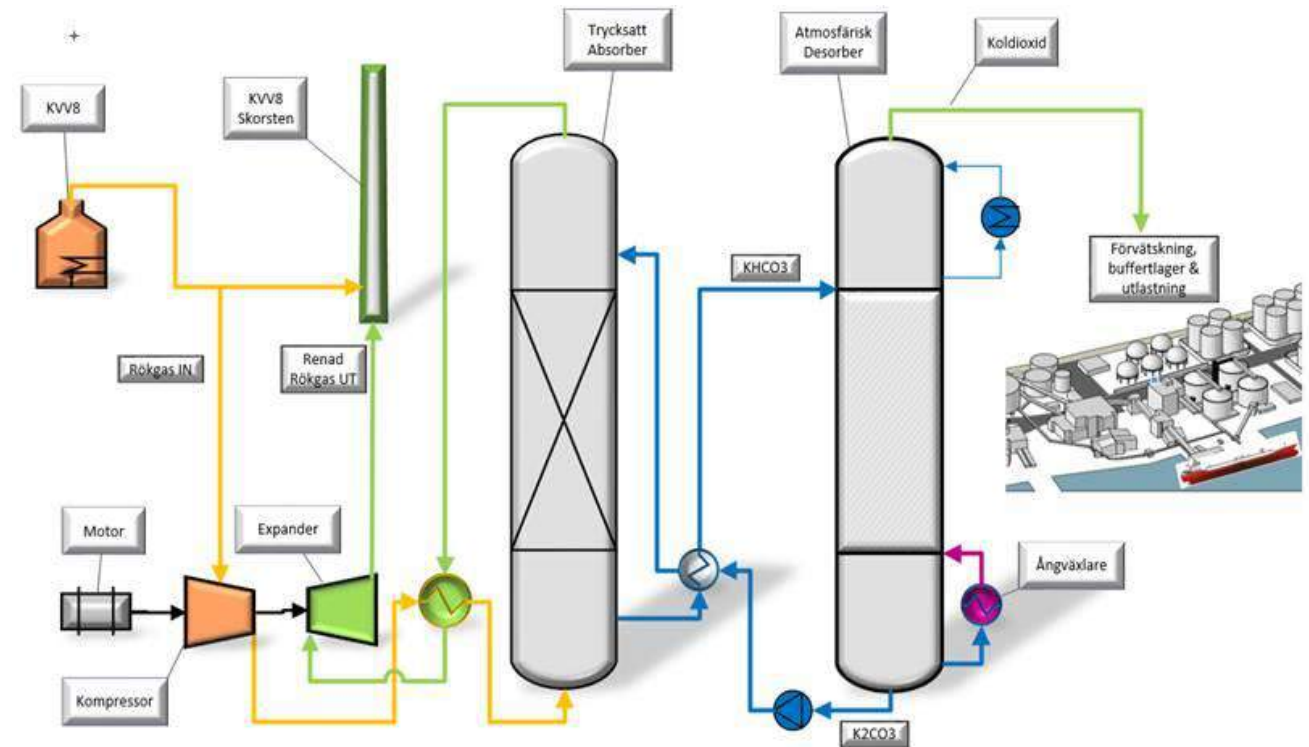 Trycksatt
Absorber
Atmosfärisk
Desorber
Koldioxid
KVV8
KVV8
Skorsten
KHCO3
Förvätskning,
buffertlager &
utlastning
Rökgas IN
Renad
Rökgas UT
Motor
Expander
Ångväxlare
Kompressor
K2CO3